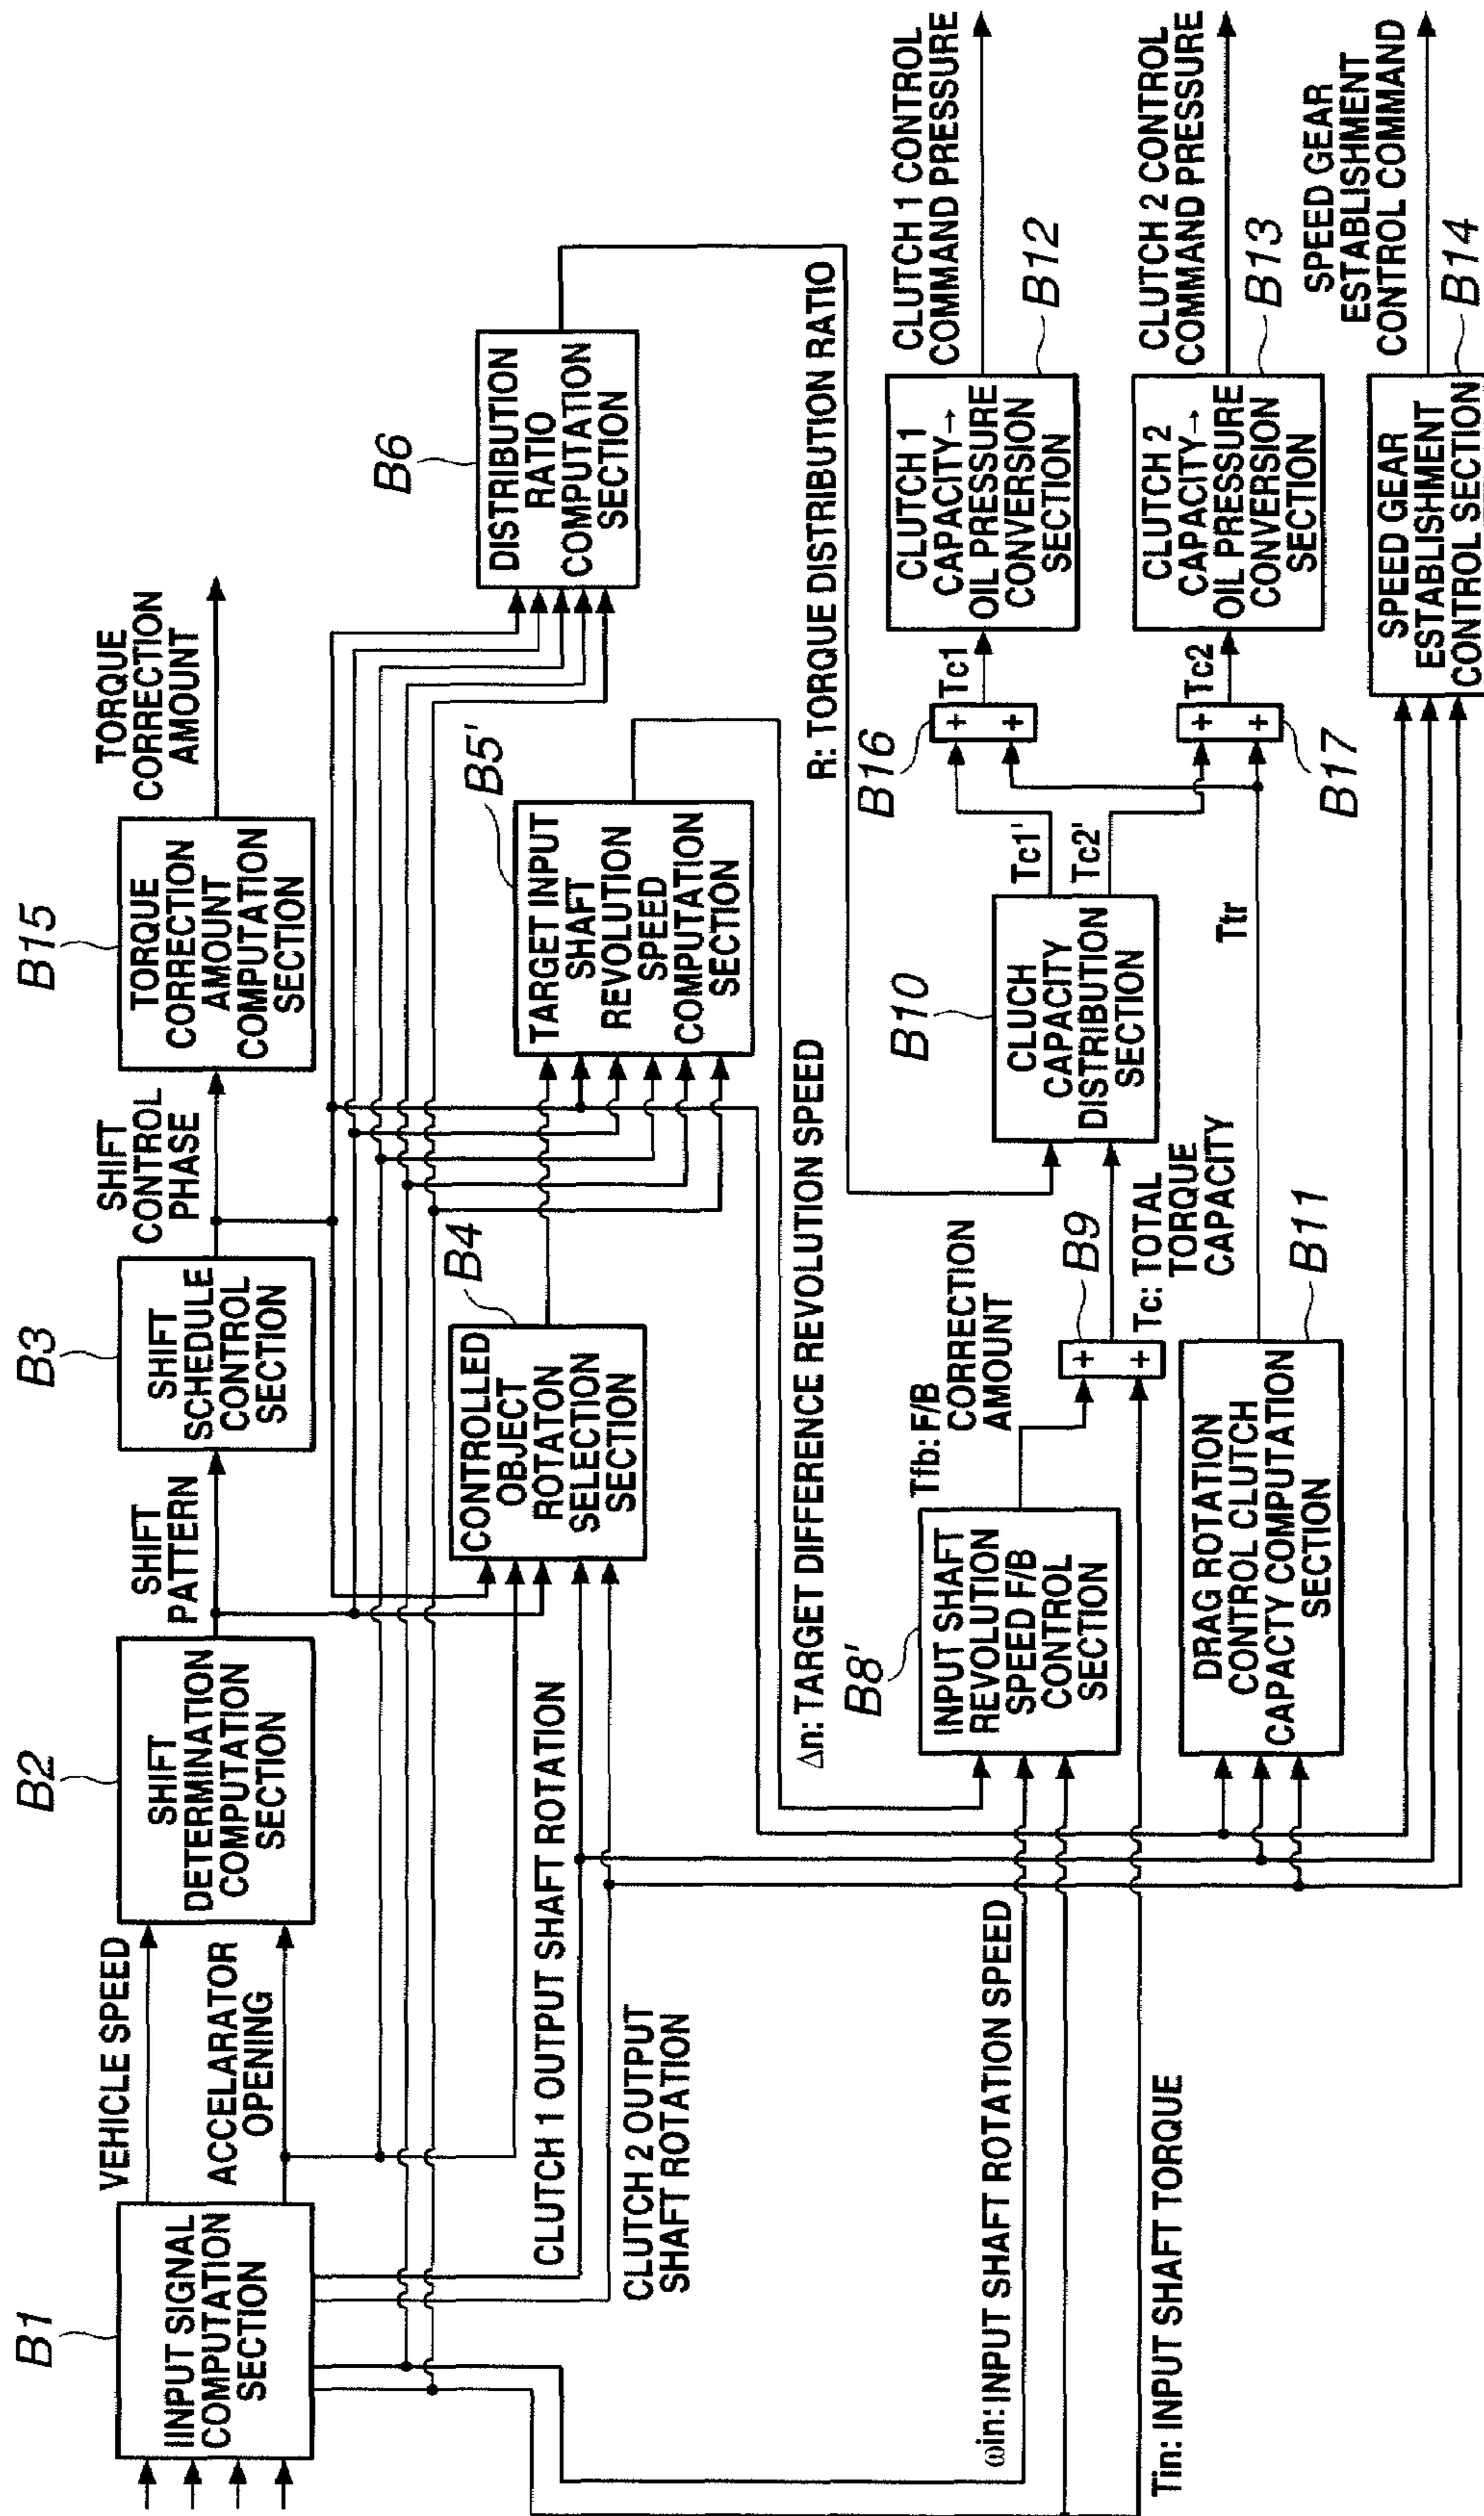 B1
INPUT SIGNAL
COMPUTATION
SECTION
VEHICLE SPEED
ACCELARATOR
OPENING
B2
SHIFT
DETERMINATION
COMPUTATION
SECTION
SHIFT
PATTERN
B3
SHIFT
SCHEDULE
CONTROL
SECTION
SHIFT
CONTROL
PHASE
B15
TORQUE
CORRECTION
AMOUNT
COMPUTATION
SECTION
TORQUE
CORRECTION
AMOUNT
CLUTCH 1 OUTPUT SHAFT ROTATION
CLUTCH 2 OUTPUT
SHAFT ROTATION
B4
CONTROLLED
OBJECT
ROTATON
SELECTION
SECTION
B5'
TARGET INPUT
SHAFT
REVOLUTION
SPEED
COMPUTATION
SECTION
B6
DISTRIBUTION
RATIO
COMPUTATION
SECTION
Δn: TARGET DIFFERENCE REVOLUTION SPEED
R: TORQUE DISTRIBUTION RATIO
ωin: INPUT SHAFT ROTATION SPEED
Tin: INPUT SHAFT TORQUE
B8'
INPUT SHAFT
REVOLUTION
SPEED F/B
CONTROL
SECTION
Tfb: F/B
CORRECTION
AMOUNT
B9
+
+
Tc: TOTAL
TORQUE
CAPACITY
B10
CLUCH
CAPACITY
DISTRIBUTION
SECTION
Tc1'
Tc2'
B16
+
+
Tc1
CLUTCH 1
CAPACITY→
OIL PRESSURE
CONVERSION
SECTION
B12
CLUTCH 1 CONTROL
COMMAND PRESSURE
B11
DRAG ROTATION
CONTROL CLUTCH
CAPACTY COMPUTATION
SECTION
Ttr
B17
+
+
Tc2
CLUTCH 2
CAPACITY→
OIL PRESSURE
CONVERSION
SECTION
B13
CLUTCH 2 CONTROL
COMMAND PRESSURE
SPEED GEAR
ESTABLISHMENT
CONTROL SECTION
B14
SPEED GEAR
ESTABLISHMENT
CONTROL COMMAND